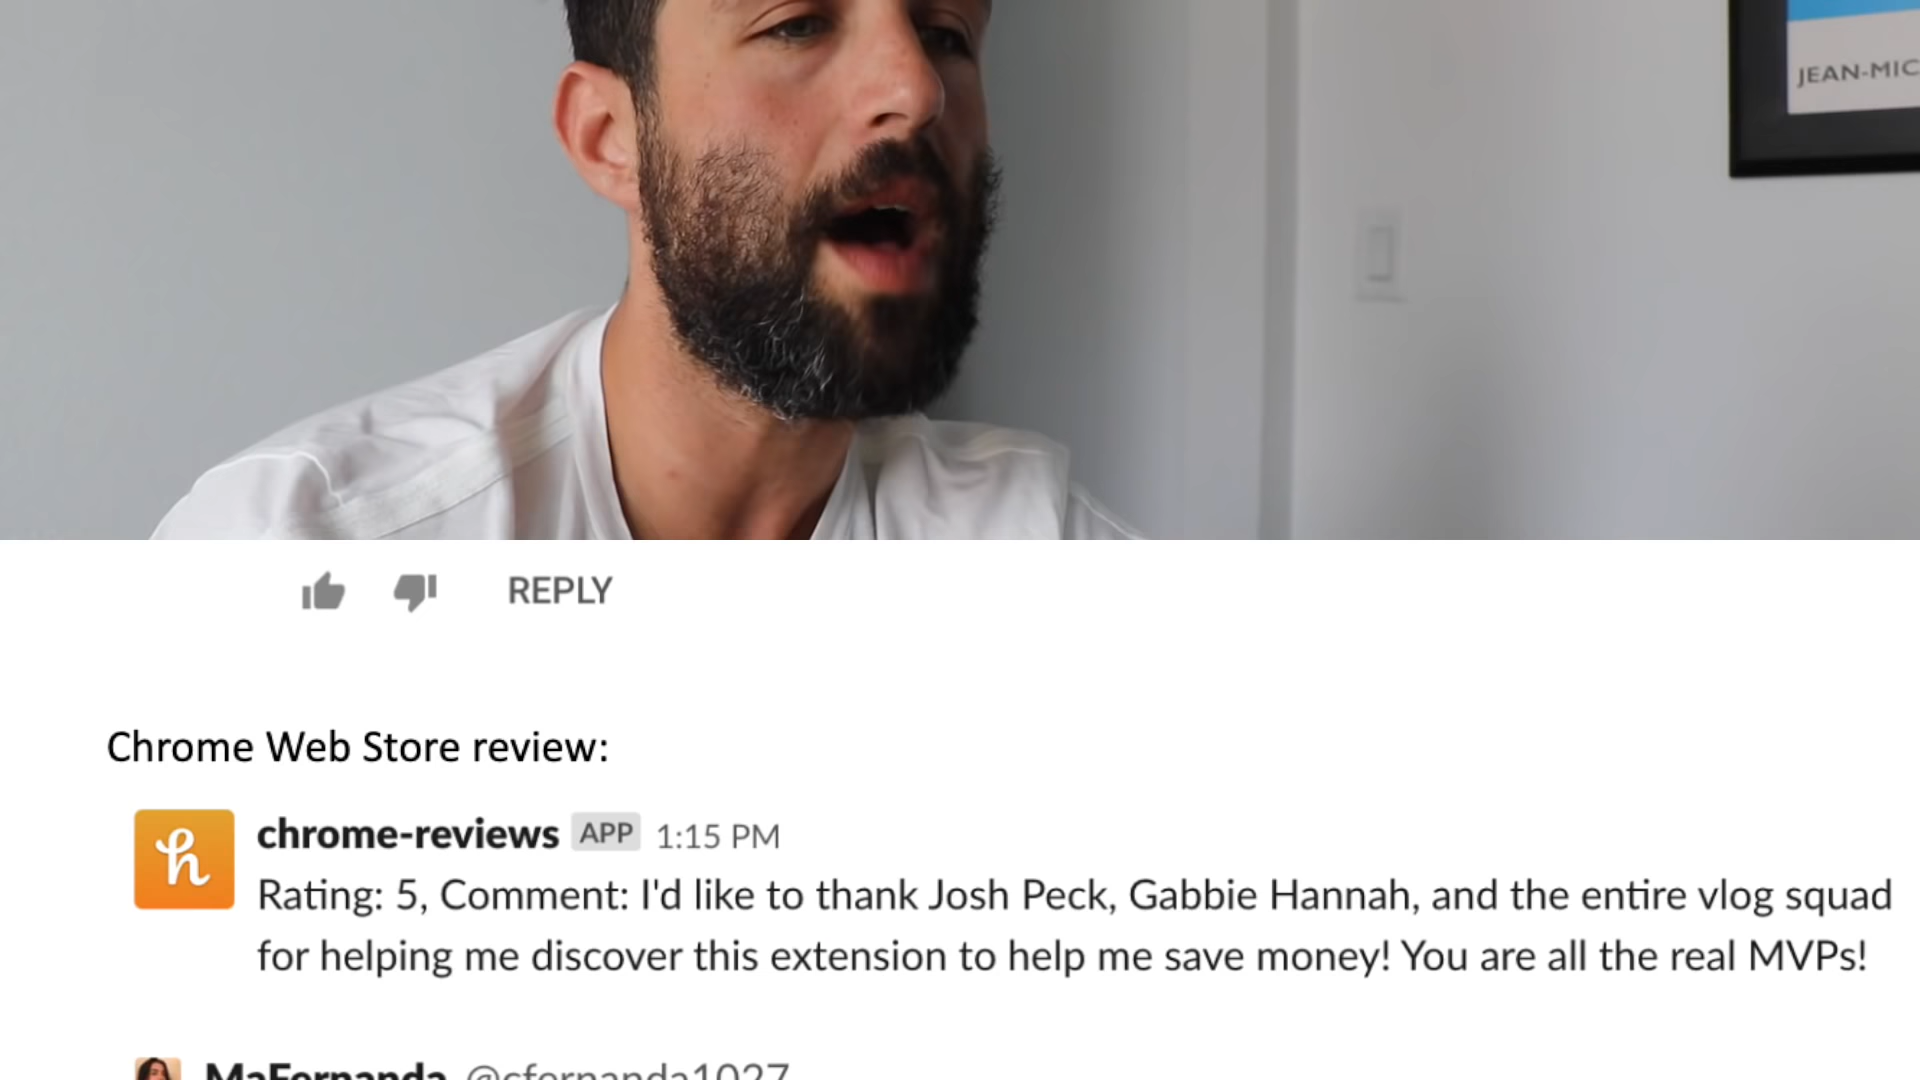 JEAN-MIC
REPLY
Chrome Web Store review:
h
chrome-reviews APP 1:15 PM
Rating: 5, Comment: I'd like to thank Josh Peck, Gabbie Hannah, and the entire vlog squad
for helping me discover this extension to help me save money! You are all the real MVPs!
MaFernanda @cfernanda1027